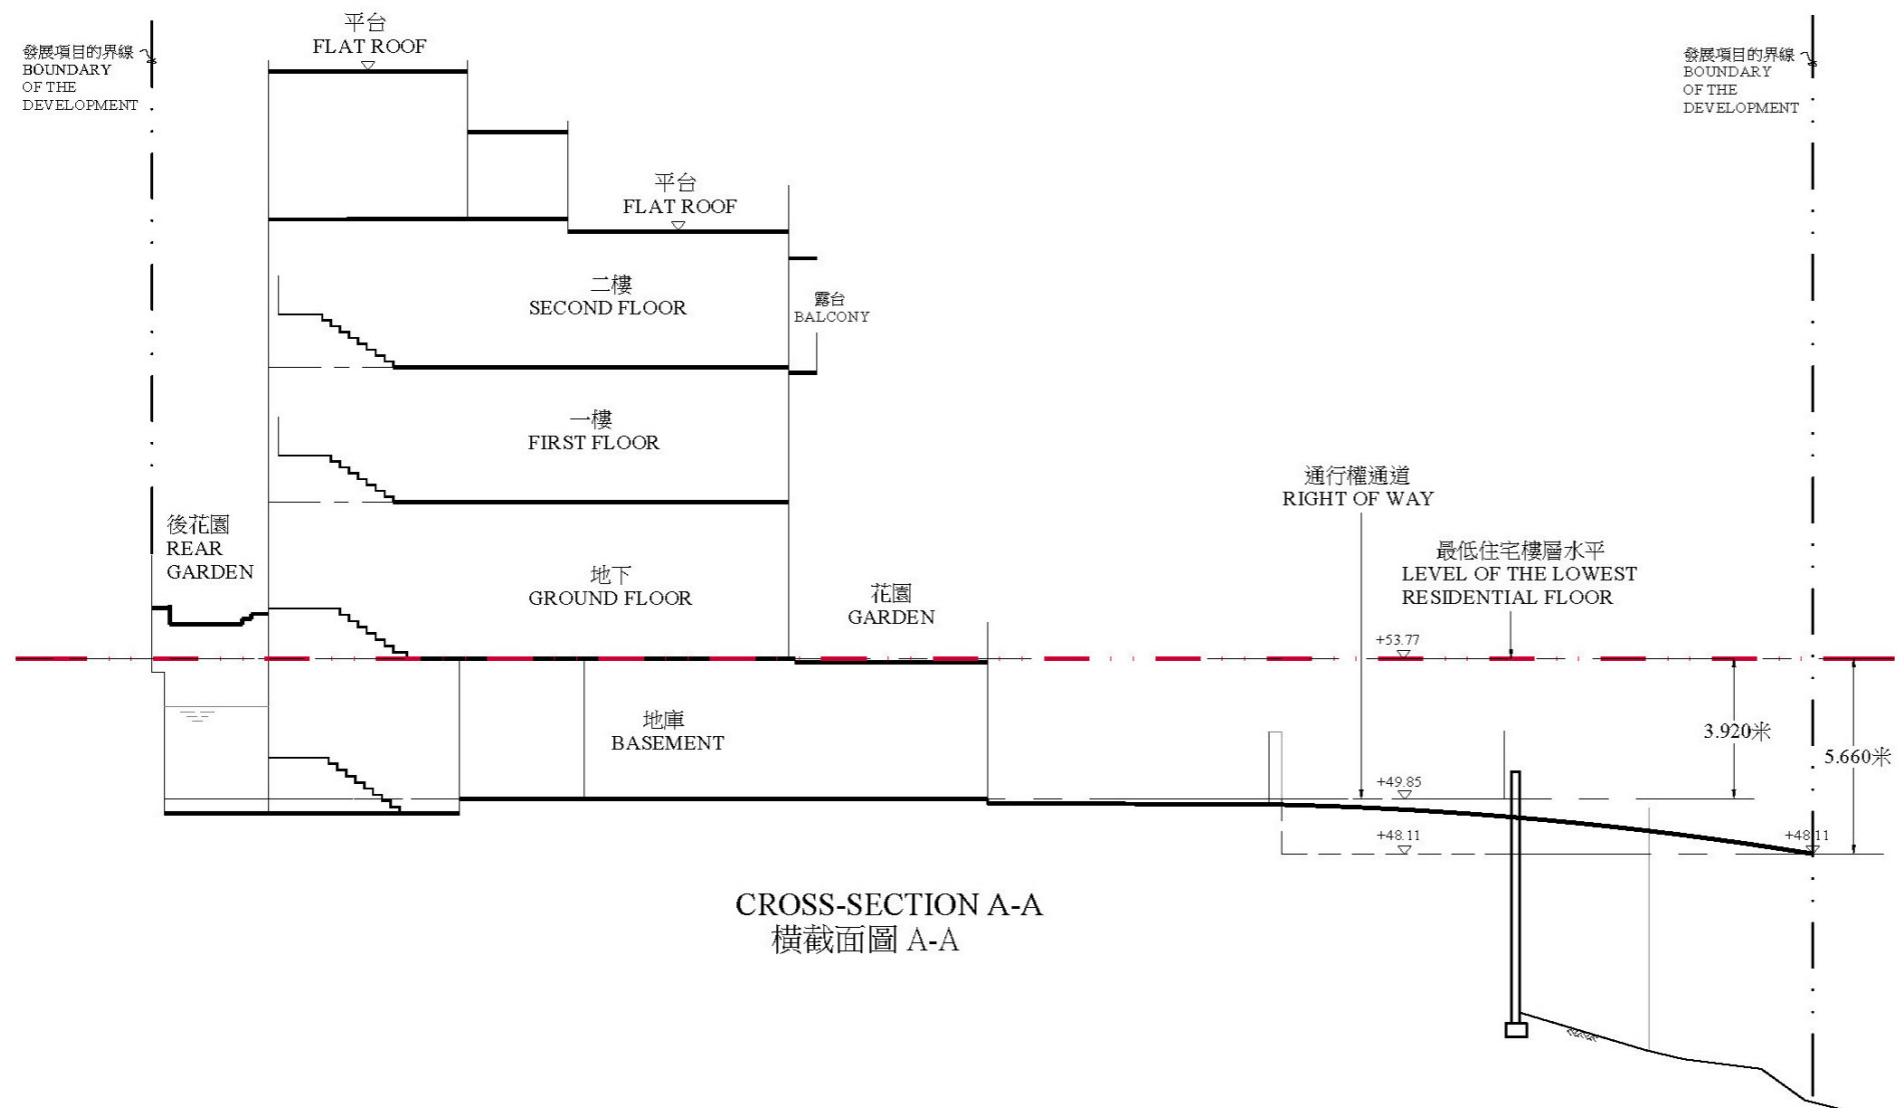 平台
FLAT ROOF
發展項目的界線
BOUNDARY
OF THE
DEVELOPMENT
發展項目的界線
BOUNDARY
OF THE
DEVELOPMENT
平台
FLAT ROOF
二樓
SECOND FLOOR
露台
BALCONY
一樓
FIRST FLOOR
通行權通道
RIGHT OF WAY
後花園
REAR
GARDEN
最低住宅樓層水平
LEVEL OF THE LOWEST
RESIDENTIAL FLOOR
地下
GROUND FLOOR
花園
GARDEN
+53.77
地庫
BASEMENT
3.920米
5.660米
+49.85
+48.11
+48.11
CROSS-SECTION A-A
橫截面圖 A-A